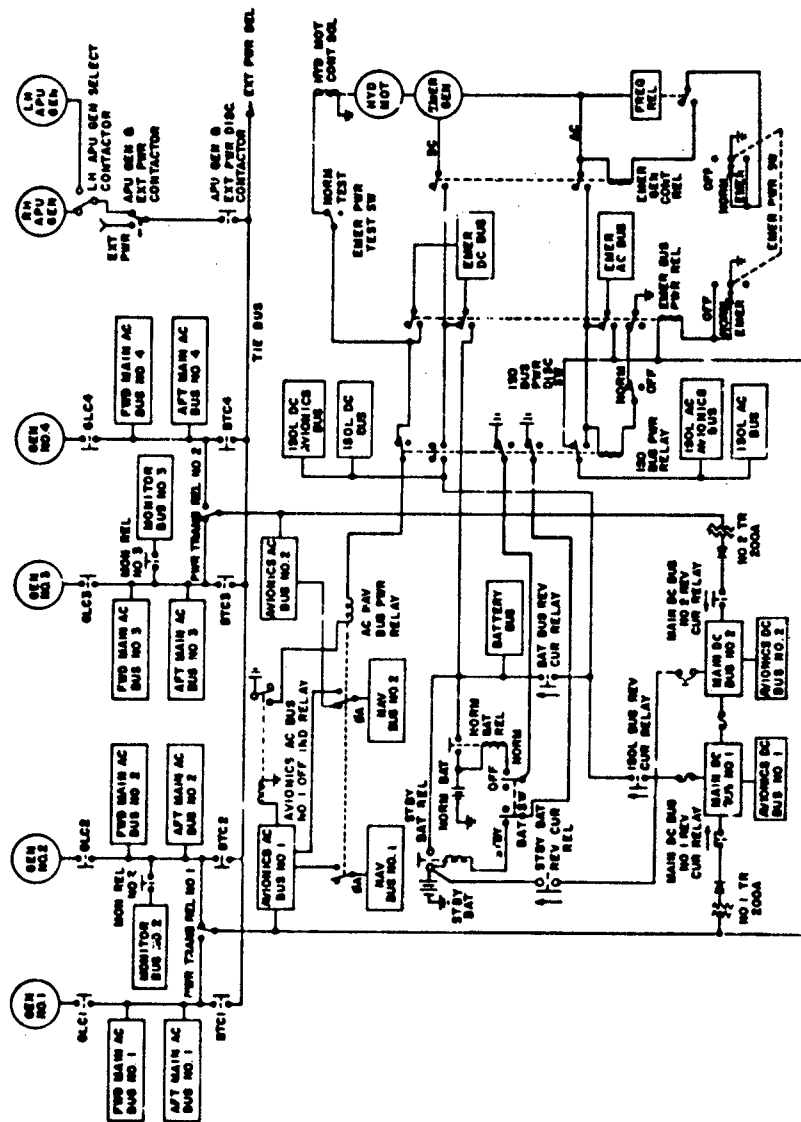 GEN
NO.1
GLC1
FWD MAIN AC
BUS NO. 1
AFT MAIN AC
BUS NO. 1
BTC1
GEN
NO.2
GLC2
FWD MAIN AC
BUS NO 2
MON REL
NO 2
MONITOR
BUS NO.2
AFT MAIN AC
BUS NO 2
PWR TRANS REL NO 1
BTC2
GEN
NO.3
GLC3
FWD MAIN AC
BUS NO 3
MON REL
NO 3
MONITOR
BUS NO 3
AFT MAIN AC
BUS NO 3
PWR TRANS REL NO 2
BTC3
GEN
NO.4
GLC4
FWD MAIN AC
BUS NO 4
AFT MAIN AC
BUS NO 4
BTC4
TIE BUS
RH
APU
GEN
LH
APU
GEN
LH APU GEN SELECT
CONTACTOR
EXT
PWR
APU GEN &
EXT PWR
CONTACTOR
APU GEN &
EXT PWR DISC
CONTACTOR
EXT PWR REL
AVIONICS AC
BUS NO 1
AVIONICS AC BUS
NO 1 OFF IND RELAY
AVIONICS AC
BUS NO.2
AC NAV
BUS PWR
RELAY
5A
NAV
BUS NO.1
5A
NAV
BUS NO 2
ISOL DC
AVIONICS
BUS
ISOL DC
BUS
NORM
TEST
EMER PWR
TEST SW
HYD MOT
CONT SOL
HYD
MOT
EMER
GEN
DC
AC
EMER
DC BUS
STBY
BAT
STBY
BAT REL
NORM BAT
NORM
BAT
REL
STBY
OFF
NORM
BAT SW
STBY BAT
REV CUR
REL
BATTERY
BUS
BAT BUS REV
CUR RELAY
ISO
BUS
PWR
DISC
SW
NORM
OFF
ISO
BUS PWR
RELAY
EMER
AC BUS
EMER BUS
PWR REL
EMER
GEN CONT
REL
FREQ
REL
OFF
NORM
EMER
OFF
NORM
EMER
EMER PWR SW
ISOL AC
AVIONICS
BUS
ISOL AC
BUS
ISOL BUS REV
CUR RELAY
NO 1 TR
200A
MAIN DC BUS
NO 1 REV
CUR RELAY
MAIN DC
BUS NO 1
AVIONICS DC
BUS NO. 1
MAIN DC
BUS NO 2
AVIONICS DC
BUS NO. 2
MAIN DC BUS
NO 2 REV
CUR RELAY
NO 2 TR
200A